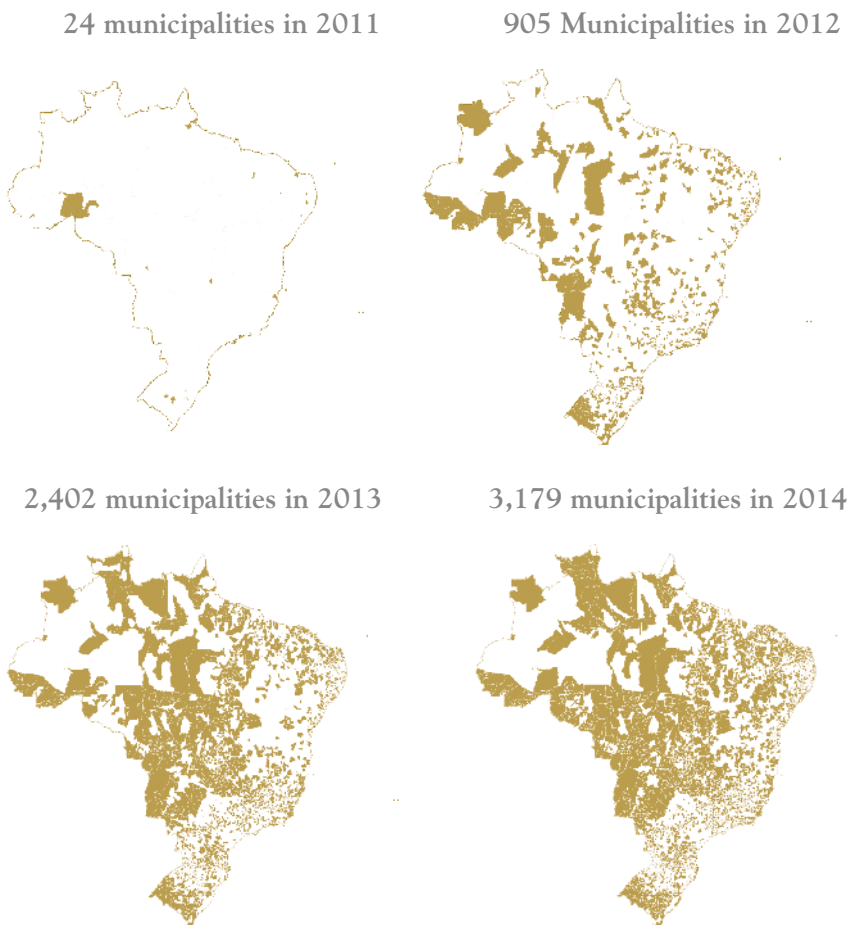 24 municipalities in 2011
905 Municipalities in 2012
2,402 municipalities in 2013
3,179 municipalities in 2014